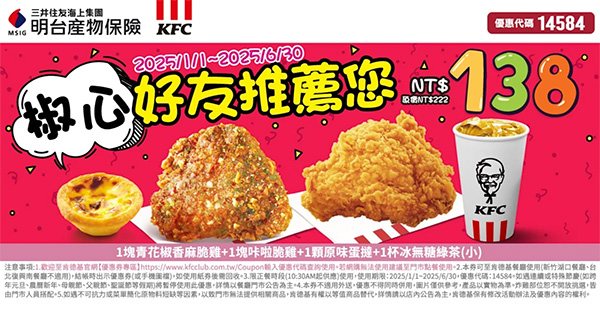 三井住友海上集團
MSIG 明台産物保險
KFC
優惠代碼 14584
2025/1/1~2025/6/30
椒心 好友推薦您
NT$138
原價NT$222
KFC
1塊青花椒香麻脆雞+1塊咔啦脆雞+1顆原味蛋撻+1杯冰無糖綠茶(小)
注意事項:1.歡迎至肯德基官網【優惠券專區】https://www.kfcclub.com.tw/Coupon輸入優惠代碼查詢使用。若網購無法使用建議至門市點餐使用。2.本券可至肯德基餐廳使用(新竹湖口餐廳、台
北復興南餐廳不適用)。結帳時出示優惠券(或手機圖檔)。如使用紙券後需回收。3.限正餐時段(10:30AM起供應)使用。使用期限:2025/1/1~2025/6/30。優惠代碼:14584。如遇連續或特殊節慶(如跨
年元旦、農曆新年、母親節、父親節、聖誕節等假期)將暫停使用此優惠,詳情以餐廳門市公告為主。4.本券不適用外送。優惠不得同時併用。圖片僅供參考。產品以實物為準。炸雞部位恕不開放挑選。皆
由門市人員搭配。5.如遇不可抗力或菜單簡化原物料短缺等因素,以致門市無法提供相關商品,肯德基有權以等值商品替代。詳情請以店內公告為主。肯德基保有修改活動辦法及優惠內容的權利。